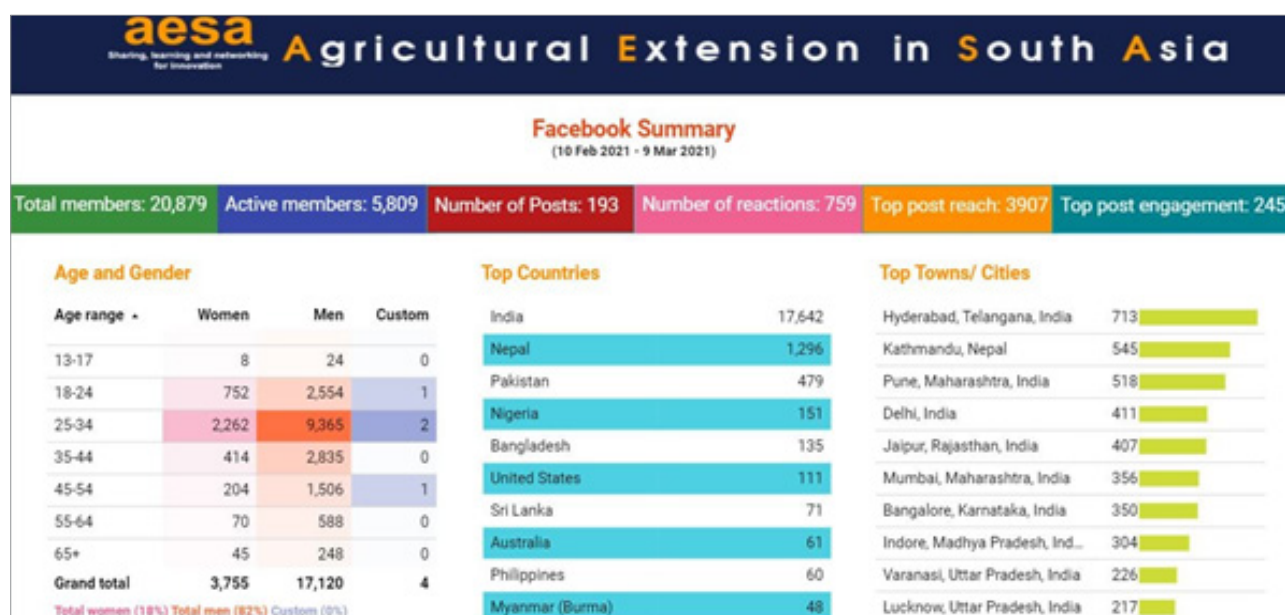 aesa
Sharing, learning and networking
for Innovation
Agricultural Extension in South Asia
Facebook Summary
(10 Feb 2021 - 9 Mar 2021)
Total members: 20,879 Active members: 5,809 Number of Posts: 193 Number of reactions: 759 Top post reach: 3907 Top post engagement: 245
Age and Gender
Age range Women Men Custom
13-17 8 24 0
18-24 752 2,554 1
25-34 2,262 9,365 2
35-44 414 2,835 0
45-54 204 1,506 1
55-64 70 588 0
65+ 45 248 0
Grand total 3,755 17,120 4
Total women (18%) Total men (82%) Custom (0%)
Top Countries
India 17,642
Nepal 1,296
Pakistan 479
Nigeria 151
Bangladesh 135
United States 111
Sri Lanka 71
Australia 61
Philippines 60
Myanmar (Burma) 48
Top Towns/ Cities
Hyderabad, Telangana, India 713
Kathmandu, Nepal 545
Pune, Maharashtra, India 518
Delhi, India 411
Jaipur, Rajasthan, India 407
Mumbai, Maharashtra, India 356
Bangalore, Karnataka, India 350
Indore, Madhya Pradesh, Ind... 304
Varanasi, Uttar Pradesh, India 226
Lucknow, Uttar Pradesh, India 217